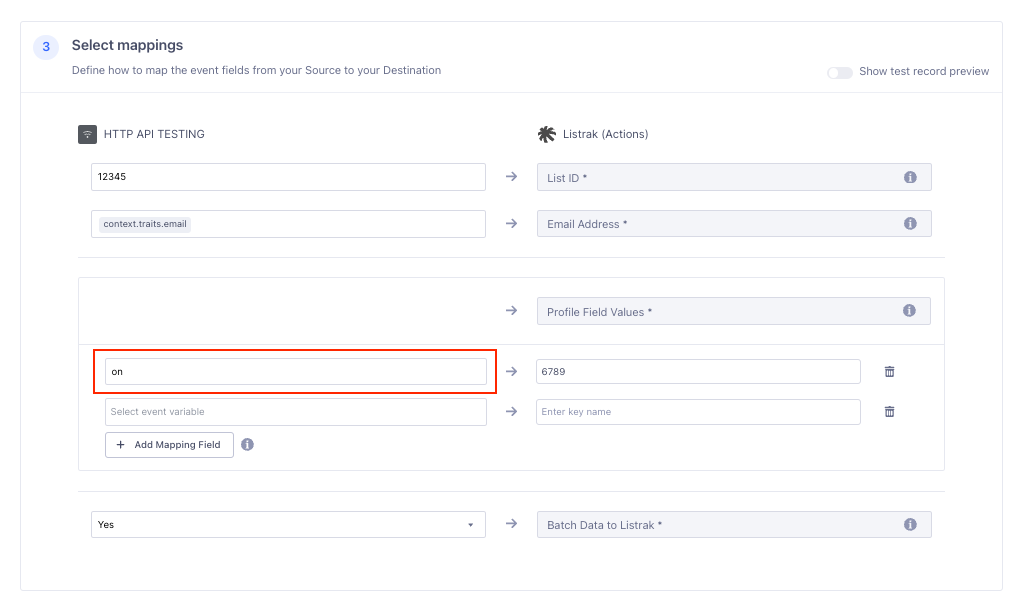 3
Select mappings
Define how to map the event fields from your Source to your Destination
Show test record preview
HTTP API TESTING
Listrak (Actions)
12345
List ID *
context.traits.email
Email Address *
Profile Field Values *
on
6789
Select event variable
Enter key name
+ Add Mapping Field
Yes
Batch Data to Listrak *